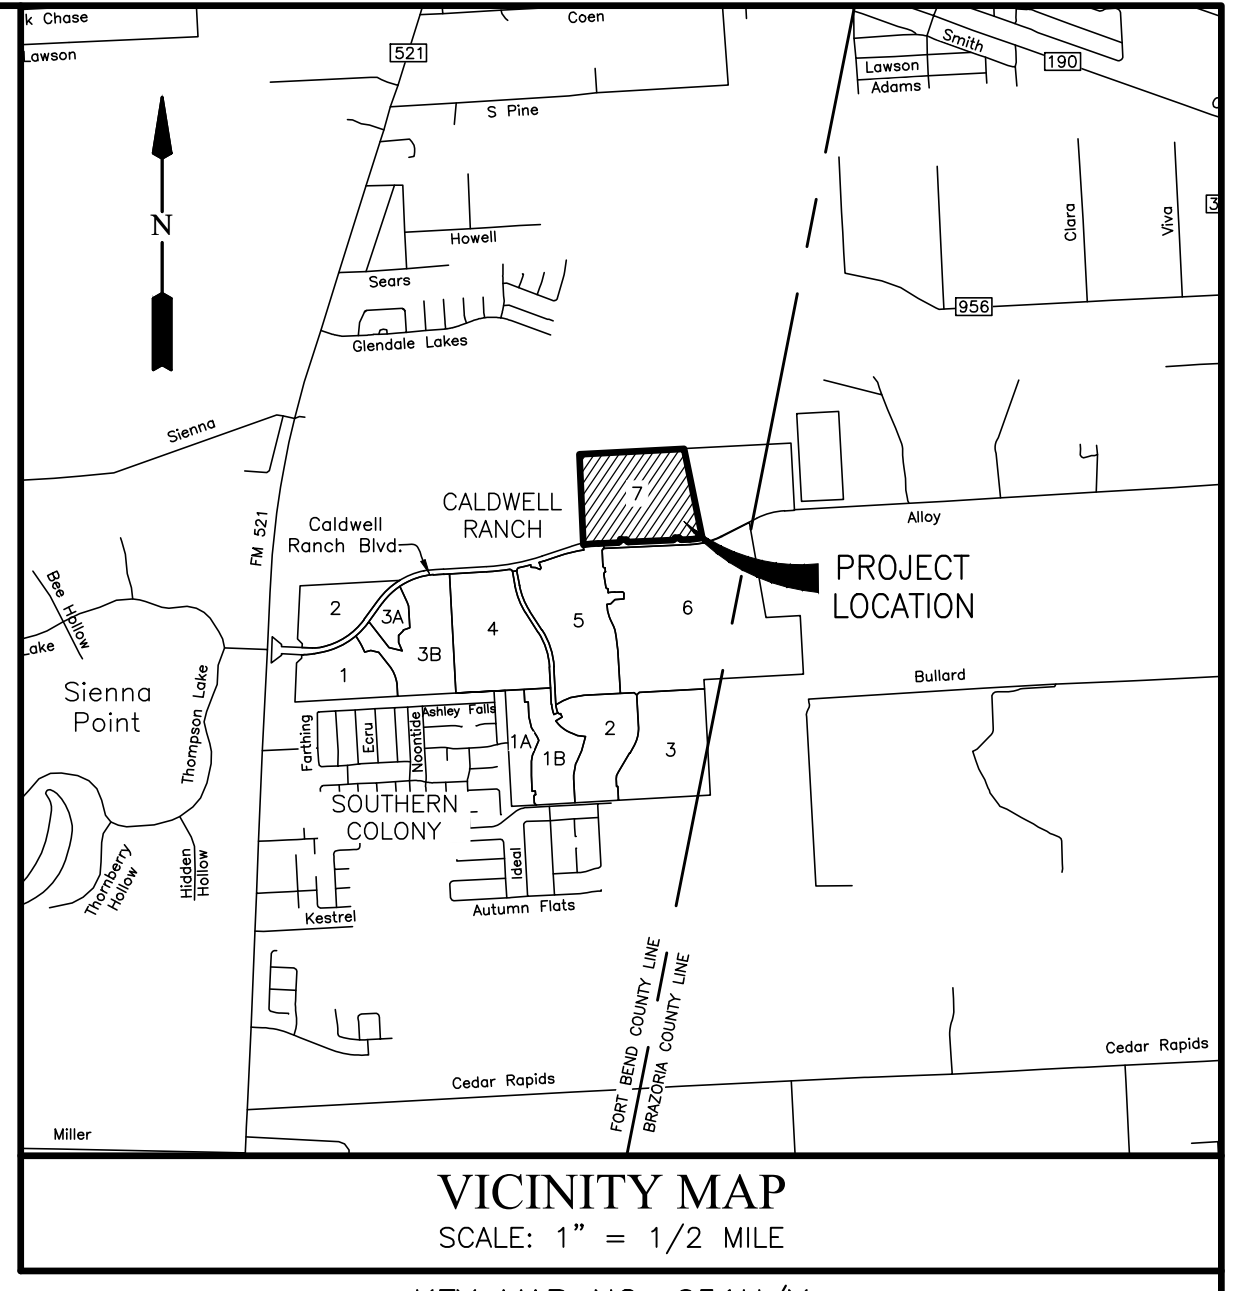 k Chase
Lawson
Coen
521
S Pine
Smith
190
Lawson
Adams
N
Howell
Sears
Glendale Lakes
Clara
Viva
3
956
Sienna
CALDWELL
RANCH
7
Caldwell
Ranch Blvd.
FM 521
Alloy
PROJECT
LOCATION
2
3A
3B
4
5
6
1
Bee Hollow
Lake
Sienna
Point
Thompson Lake
Bullard
Farthing
Ecru
Noontide
Ashley Falls
1A
1B
2
3
SOUTHERN
COLONY
Thornberry
Hollow
Hidden
Hollow
Ideal
Kestrel
Autumn Flats
FORT BEND COUNTY LINE
BRAZORIA COUNTY LINE
Cedar Rapids
Cedar Rapids
Miller
VICINITY MAP
SCALE: 1" = 1/2 MILE